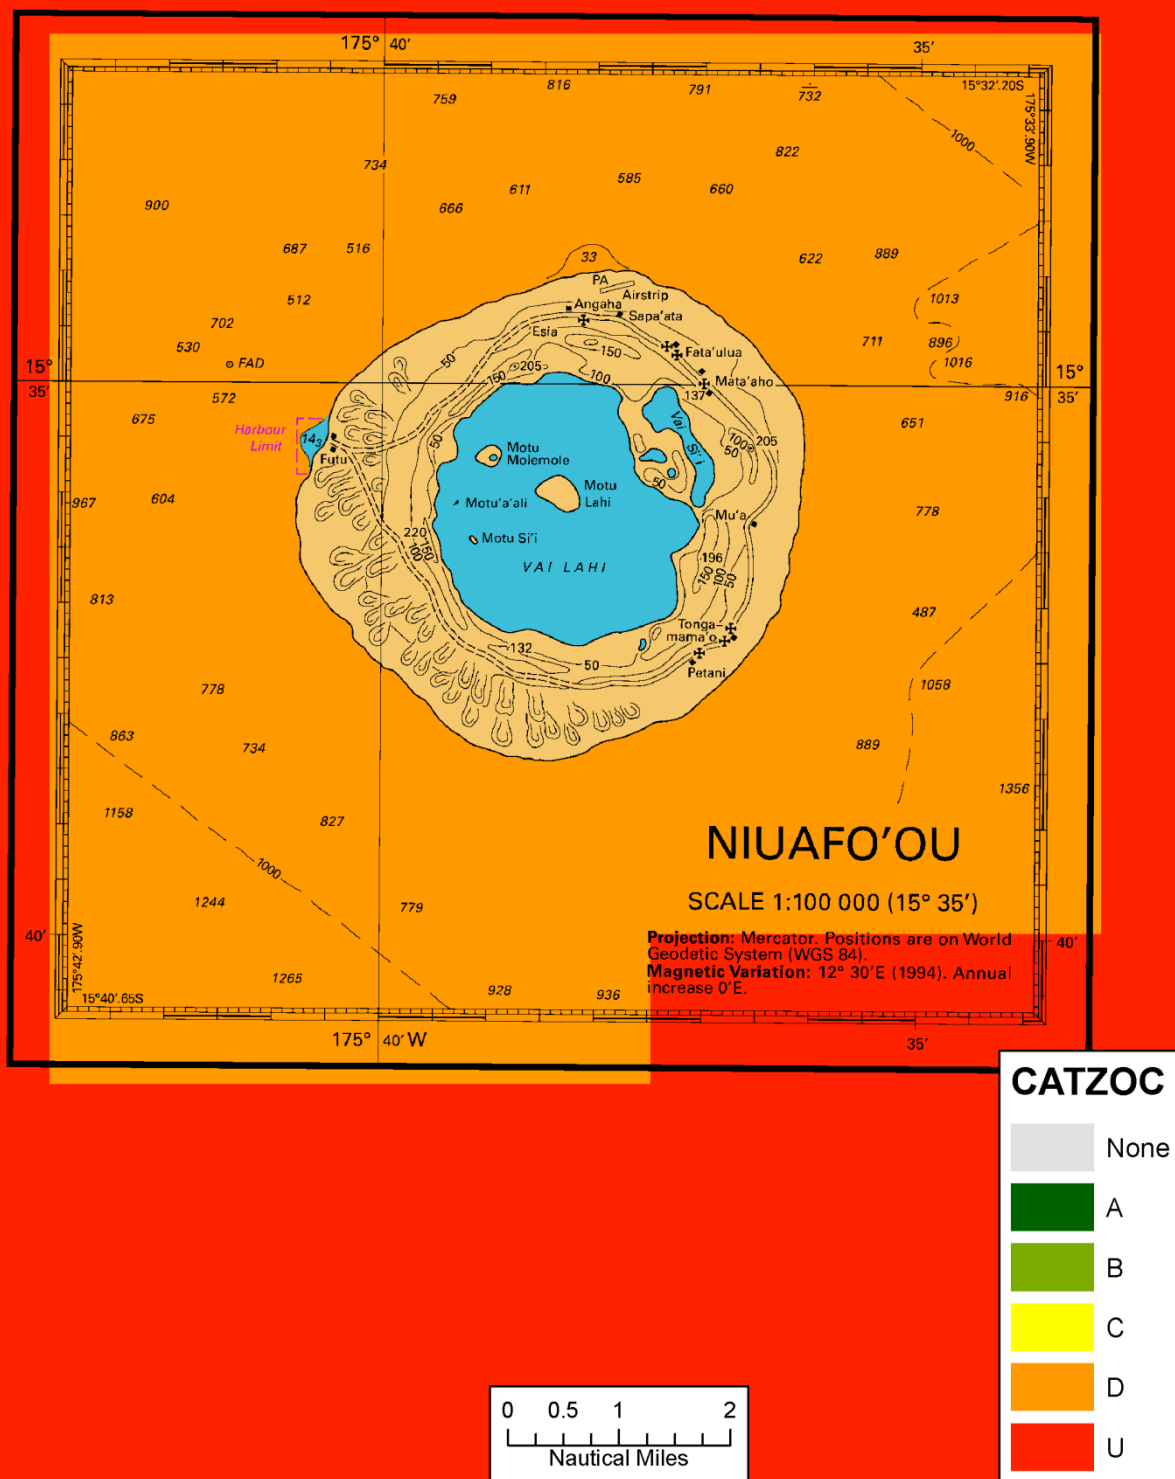 175° 40' 35'
816 791
759 732 15°32'.20S
175°33'.90W
1000
822
734
585
611 660
900 666
687 516 622 889
33
PA
512 Airstrip 1013
Angaha
Sapa'ata
702 Esia
530 50 150 Fata'ulua 711 896
15° FAD 205 1016 15°
150 100 Mata'aho
35' 572 137 916 35'
675 651
Harbour Limit
14₃
Futu
50
Motu Molemole
Vai Si'i
100 205
50
967 604 Motu'a'ali Motu Lahi 50
778
Mu'a
220 150 100 Motu Si'i
196
VAI LAHI
150 100 50
813 487
Tonga-
mama'o
132
50 Petani
778 1058
863 734 889
1158 827 1356
NIUAFO'OU
1000
1244 779 SCALE 1:100 000 (15° 35')
40' Projection: Mercator. Positions are on World 40'
Geodetic System (WGS 84).
Magnetic Variation: 12° 30'E (1994). Annual
increase 0'E.
175°42'.90W
1265 928 936
15°40'.65S
175° 40' W 35'
CATZOC
None
A
B
C
D
U
0 0.5 1 2
Nautical Miles